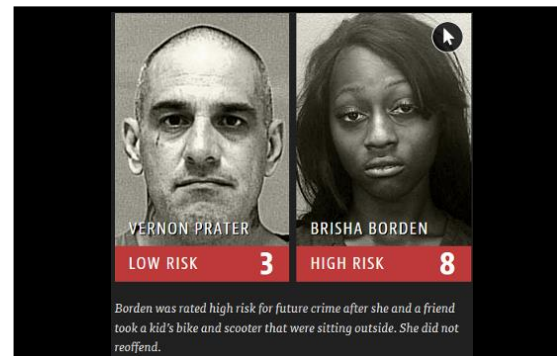 VERNON PRATER
BRISHA BORDEN
LOW RISK 3
HIGH RISK 8
Borden was rated high risk for future crime after she and a friend
took a kid's bike and scooter that were sitting outside. She did not
reoffend.